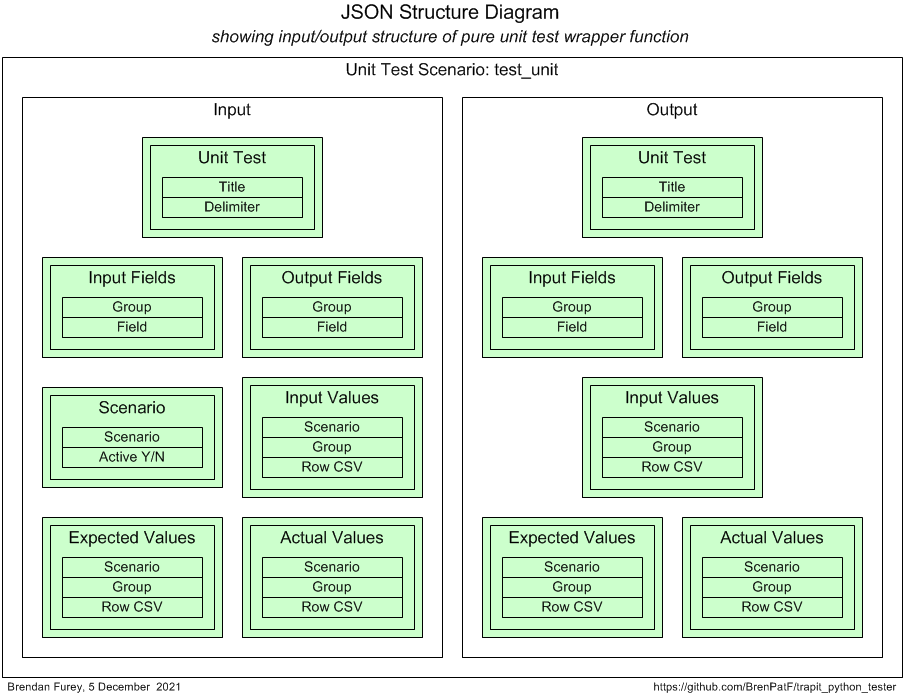 JSON Structure Diagram
showing input/output structure of pure unit test wrapper function
Unit Test Scenario: test_unit
Input
Unit Test
Title
Delimiter
Input Fields
Group
Field
Output Fields
Group
Field
Scenario
Scenario
Active Y/N
Input Values
Scenario
Group
Row CSV
Expected Values
Scenario
Group
Row CSV
Actual Values
Scenario
Group
Row CSV
Output
Unit Test
Title
Delimiter
Input Fields
Group
Field
Output Fields
Group
Field
Input Values
Scenario
Group
Row CSV
Expected Values
Scenario
Group
Row CSV
Actual Values
Scenario
Group
Row CSV
Brendan Furey, 5 December 2021
https://github.com/BrenPatF/trapit_python_tester